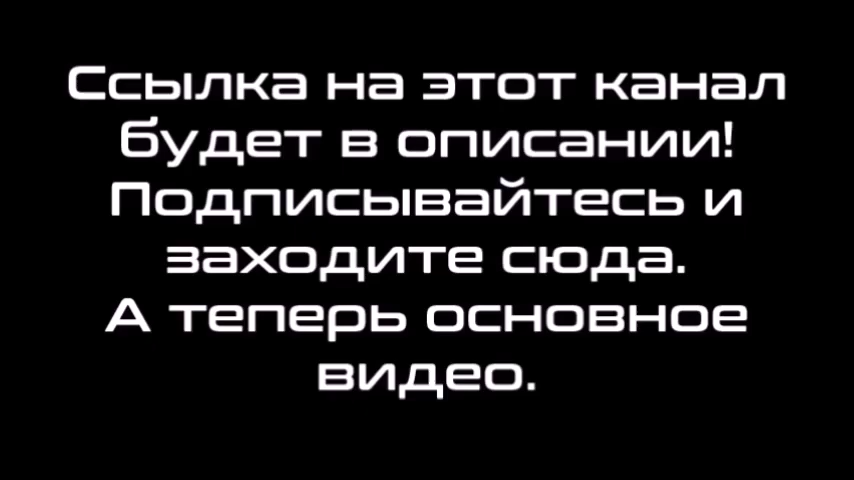 Ссылка на этот канал
будет в описании!
Подписывайтесь и
заходите сюда.
А теперь основное
видео.